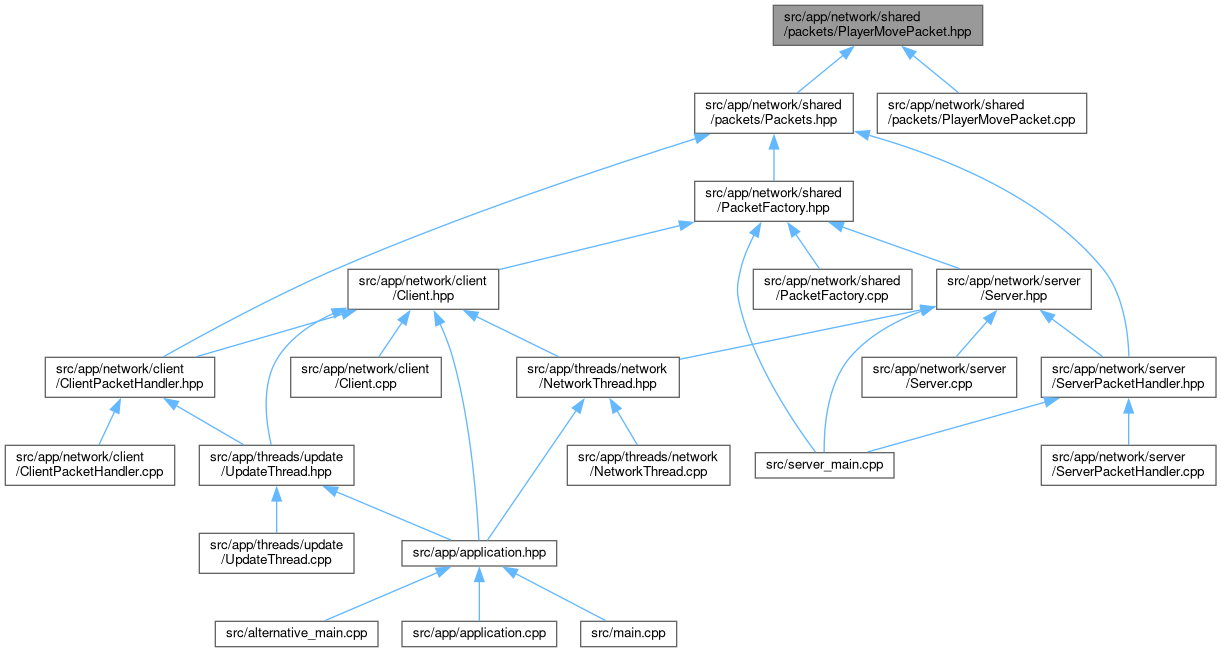 src/app/network/shared
/packets/PlayerMovePacket.hpp
src/app/network/shared
/packets/Packets.hpp
src/app/network/shared
/packets/PlayerMovePacket.cpp
src/app/network/shared
/PacketFactory.hpp
src/app/network/client
/Client.hpp
src/app/network/shared
/PacketFactory.cpp
src/app/network/server
/Server.hpp
src/app/network/client
/ClientPacketHandler.hpp
src/app/network/client
/Client.cpp
src/app/threads/network
/NetworkThread.hpp
src/app/network/server
/Server.cpp
src/app/network/server
/ServerPacketHandler.hpp
src/app/network/client
/ClientPacketHandler.cpp
src/app/threads/update
/UpdateThread.hpp
src/app/threads/network
/NetworkThread.cpp
src/server_main.cpp
src/app/network/server
/ServerPacketHandler.cpp
src/app/threads/update
/UpdateThread.cpp
src/app/application.hpp
src/alternative_main.cpp
src/app/application.cpp
src/main.cpp